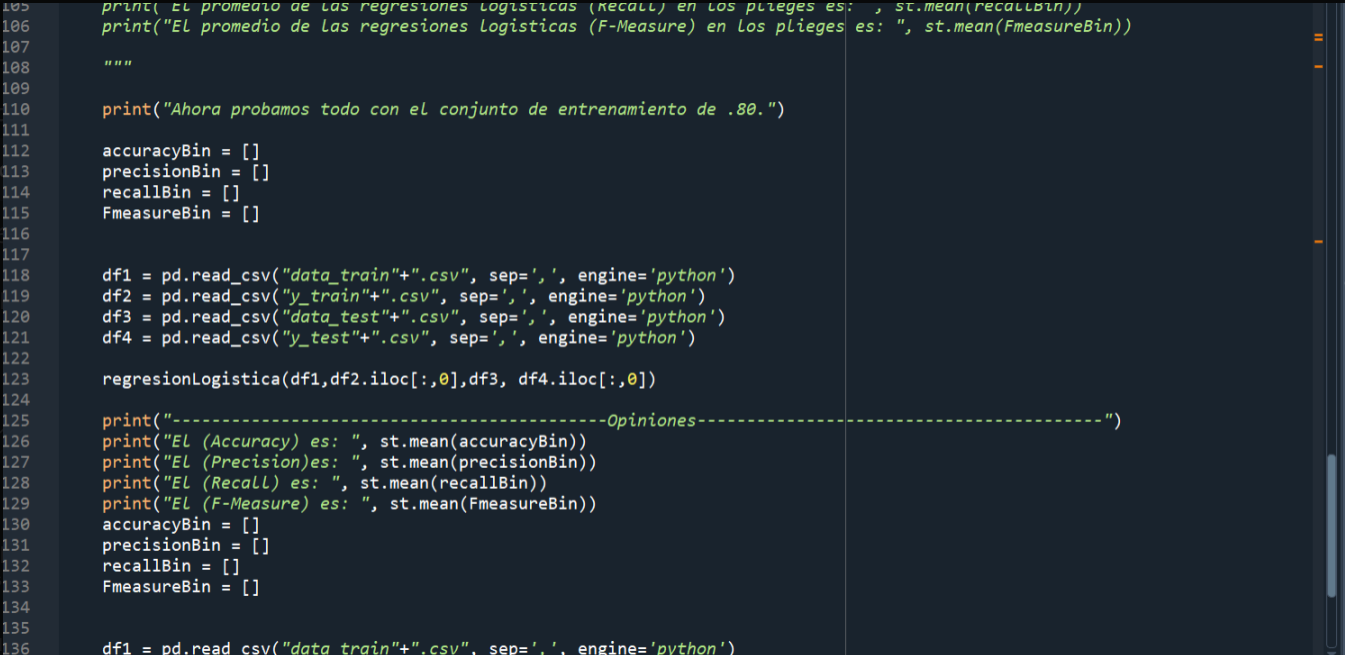 105 print("El promedio de las regresiones logisticas (Recall) en los plieges es: ", st.mean(recallBin))
106 print("El promedio de las regresiones logisticas (F-Measure) en los plieges es: ", st.mean(FmeasureBin))
107
108 """
109
110 print("Ahora probamos todo con el conjunto de entrenamiento de .80.")
111
112 accuracyBin = []
113 precisionBin = []
114 recallBin = []
115 FmeasureBin = []
116
117
118 df1 = pd.read_csv("data_train"+".csv", sep=',', engine='python')
119 df2 = pd.read_csv("y_train"+".csv", sep=',', engine='python')
120 df3 = pd.read_csv("data_test"+".csv", sep=',', engine='python')
121 df4 = pd.read_csv("y_test"+".csv", sep=',', engine='python')
122
123 regresionLogistica(df1,df2.iloc[:,0],df3, df4.iloc[:,0])
124
125 print("--------------------------------------------Opiniones-----------------------------------------")
126 print("El (Accuracy) es: ", st.mean(accuracyBin))
127 print("El (Precision)es: ", st.mean(precisionBin))
128 print("El (Recall) es: ", st.mean(recallBin))
129 print("El (F-Measure) es: ", st.mean(FmeasureBin))
130 accuracyBin = []
131 precisionBin = []
132 recallBin = []
133 FmeasureBin = []
134
135
136 df1 = pd.read_csv("data_train"+".csv", sep=',', engine='python')